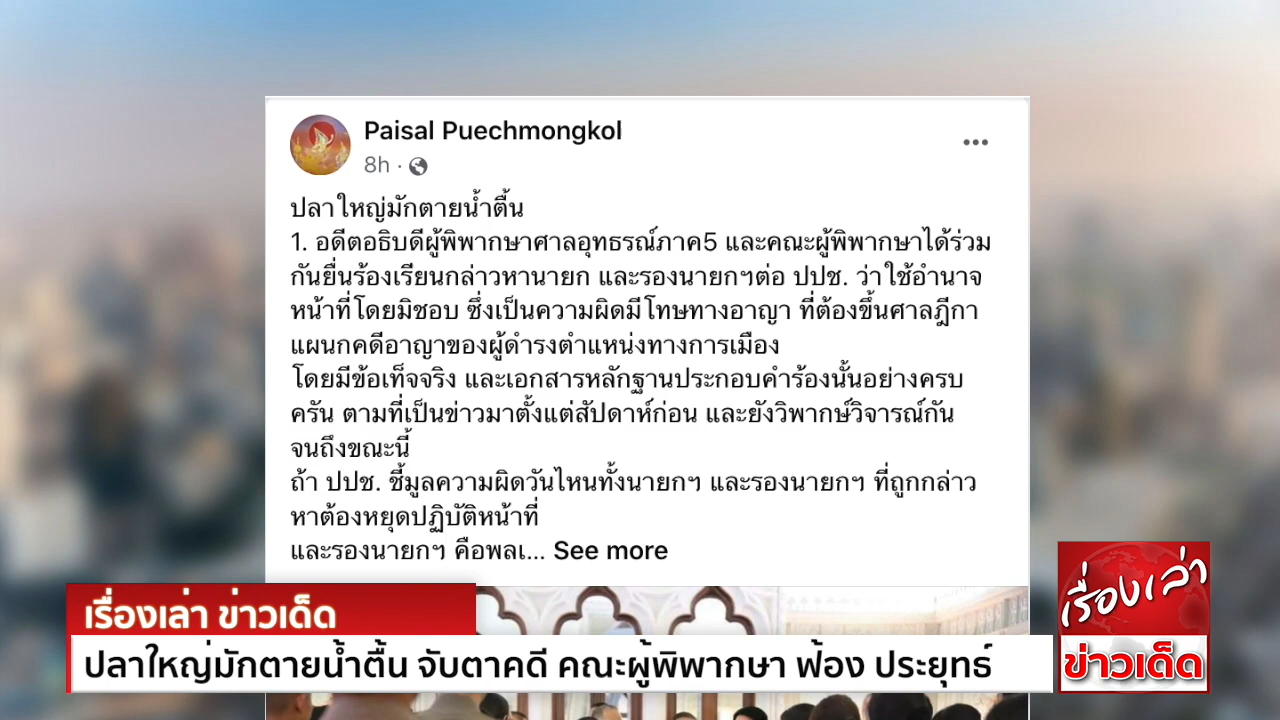 Paisal Puechmongkol
8h ·
ปลาใหญ่มักตายน้ำตื้น
1. อดีตอธิบดีผู้พิพากษาศาลอุทธรณ์ภาค5 และคณะผู้พิพากษาได้ร่วม
กันยื่นร้องเรียนกล่าวหานายก และรองนายกฯต่อ ปปช. ว่าใช้อำนาจ
หน้าที่โดยมิชอบ ซึ่งเป็นความผิดมีโทษทางอาญา ที่ต้องขึ้นศาลฎีกา
แผนกคดีอาญาของผู้ดำรงตำแหน่งทางการเมือง
โดยมีข้อเท็จจริง และเอกสารหลักฐานประกอบคำร้องนั้นอย่างครบ
ครัน ตามที่เป็นข่าวมาตั้งแต่สัปดาห์ก่อน และยังวิพากษ์วิจารณ์กัน
จนถึงขณะนี้
ถ้า ปปช. ชี้มูลความผิดวันไหนทั้งนายกฯ และรองนายกฯ ที่ถูกกล่าว
หาต้องหยุดปฏิบัติหน้าที่
และรองนายกฯ คือพลเ... See more
เรื่องเล่า ข่าวเด็ด
ปลาใหญ่มักตายน้ำตื้น จับตาคดี คณะผู้พิพากษา ฟ้อง ประยุทธ์
เรื่องเล่า
ข่าวเด็ด